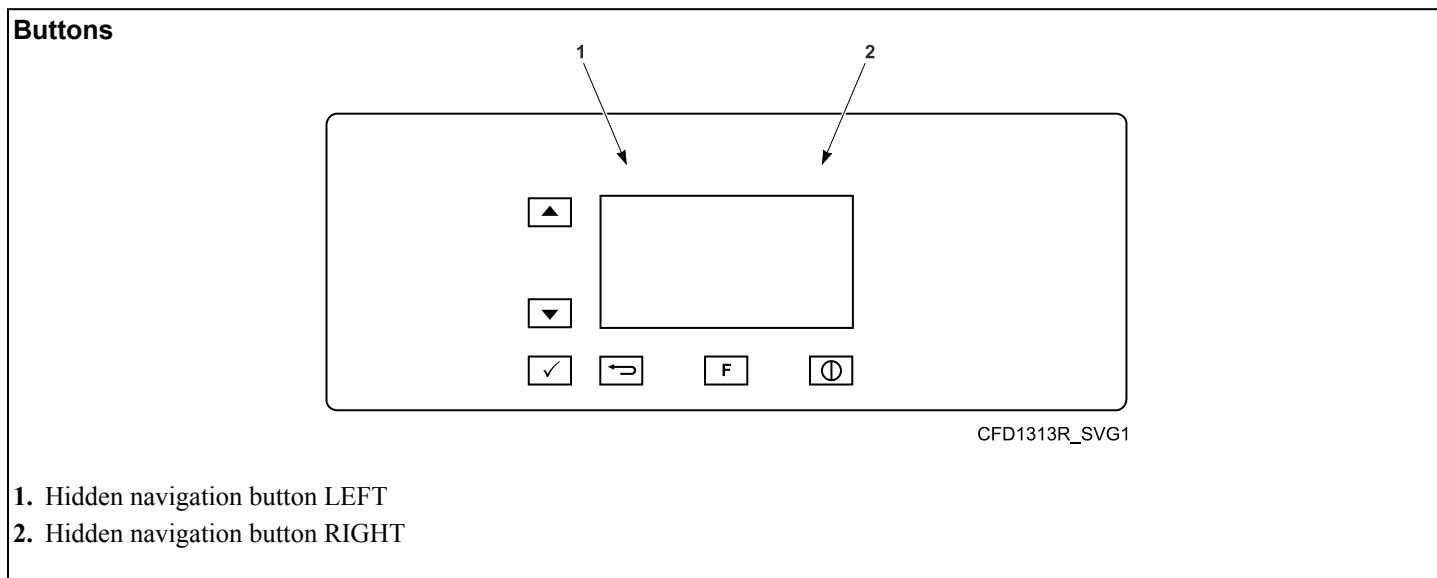 Buttons
1 2
F
CFD1313R_SVG1
1. Hidden navigation button LEFT
2. Hidden navigation button RIGHT